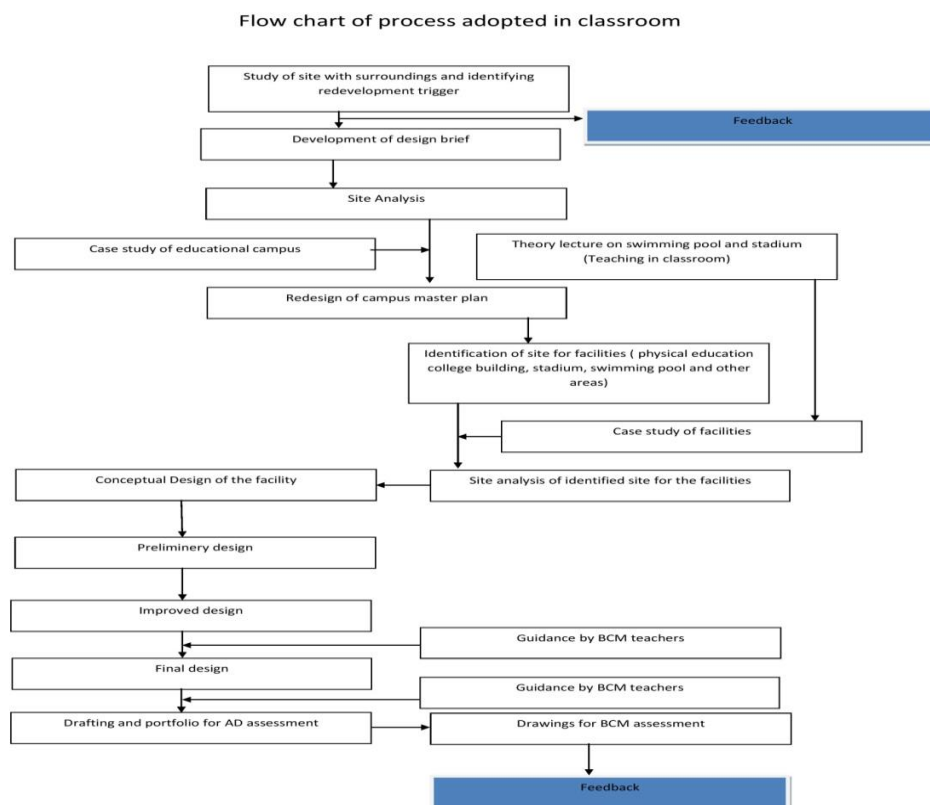 Flow chart of process adopted in classroom
Study of site with surroundings and identifying
redevelopment trigger
Feedback
Development of design brief
Site Analysis
Case study of educational campus
Theory lecture on swimming pool and stadium
(Teaching in classroom)
Redesign of campus master plan
Identification of site for facilities ( physical education
college building, stadium, swimming pool and other
areas)
Case study of facilities
Conceptual Design of the facility
Site analysis of identified site for the facilities
Preliminery design
Improved design
Guidance by BCM teachers
Final design
Guidance by BCM teachers
Drafting and portfolio for AD assessment
Drawings for BCM assessment
Feedback